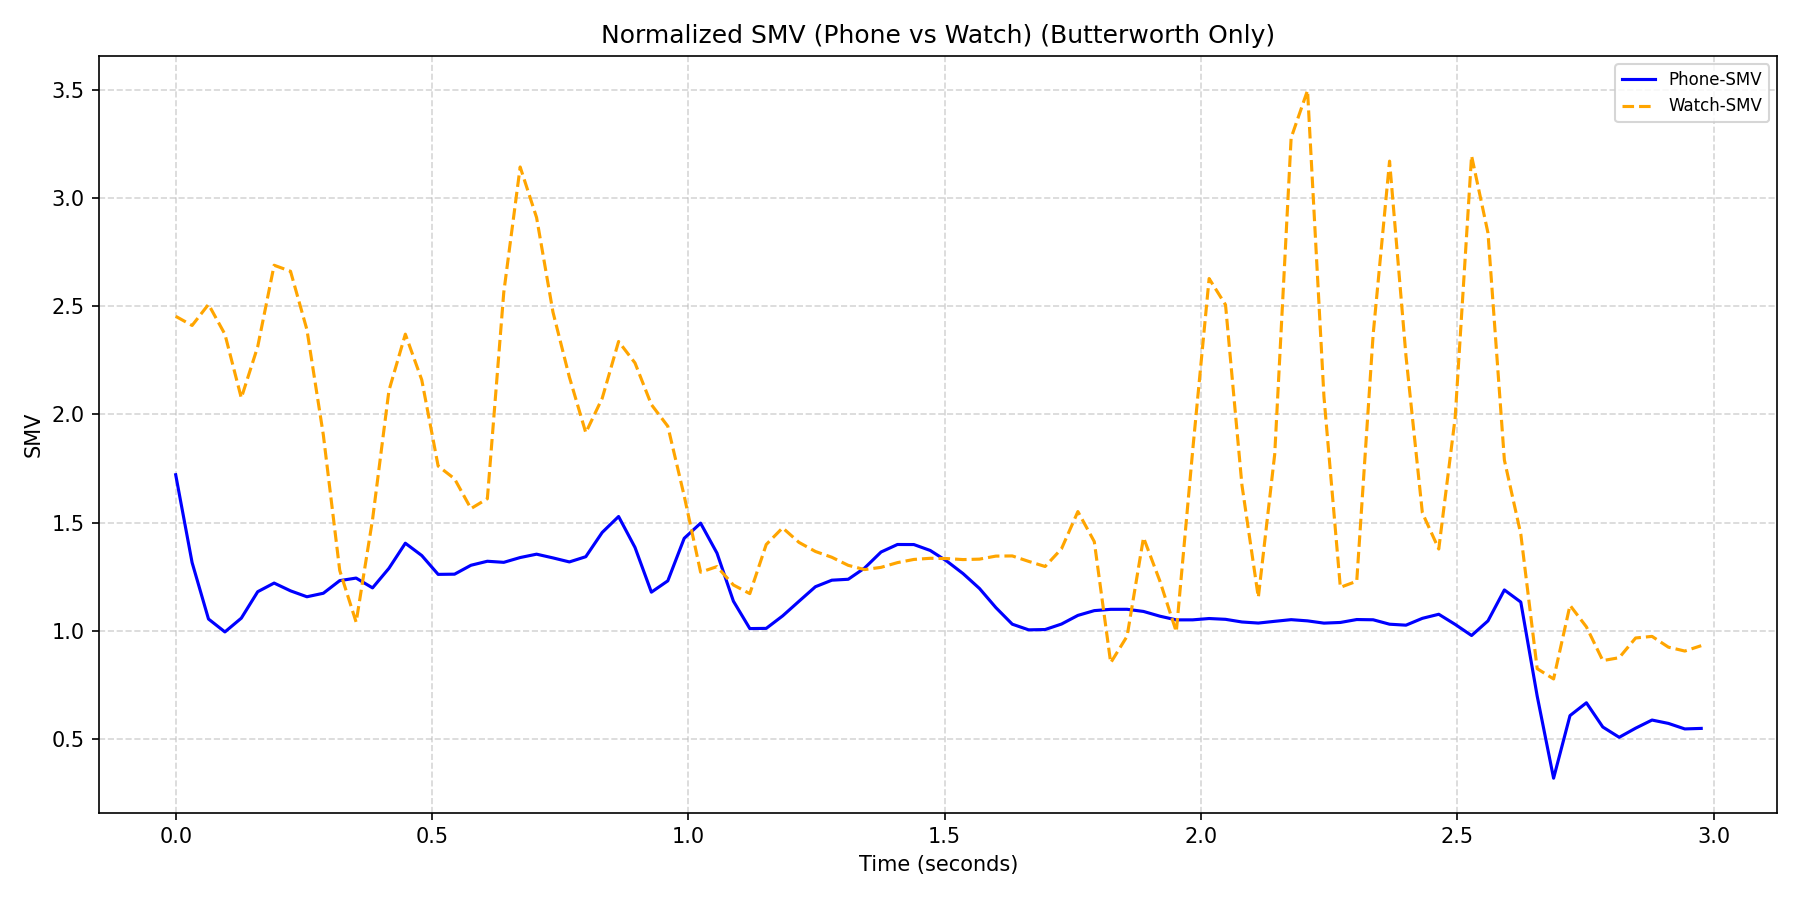 Normalized SMV (Phone vs Watch) (Butterworth Only)
Phone-SMV
Watch-SMV
3.5
3.0
2.5
2.0
1.5
1.0
0.5
SMV
0.0 0.5 1.0 1.5 2.0 2.5 3.0
Time (seconds)